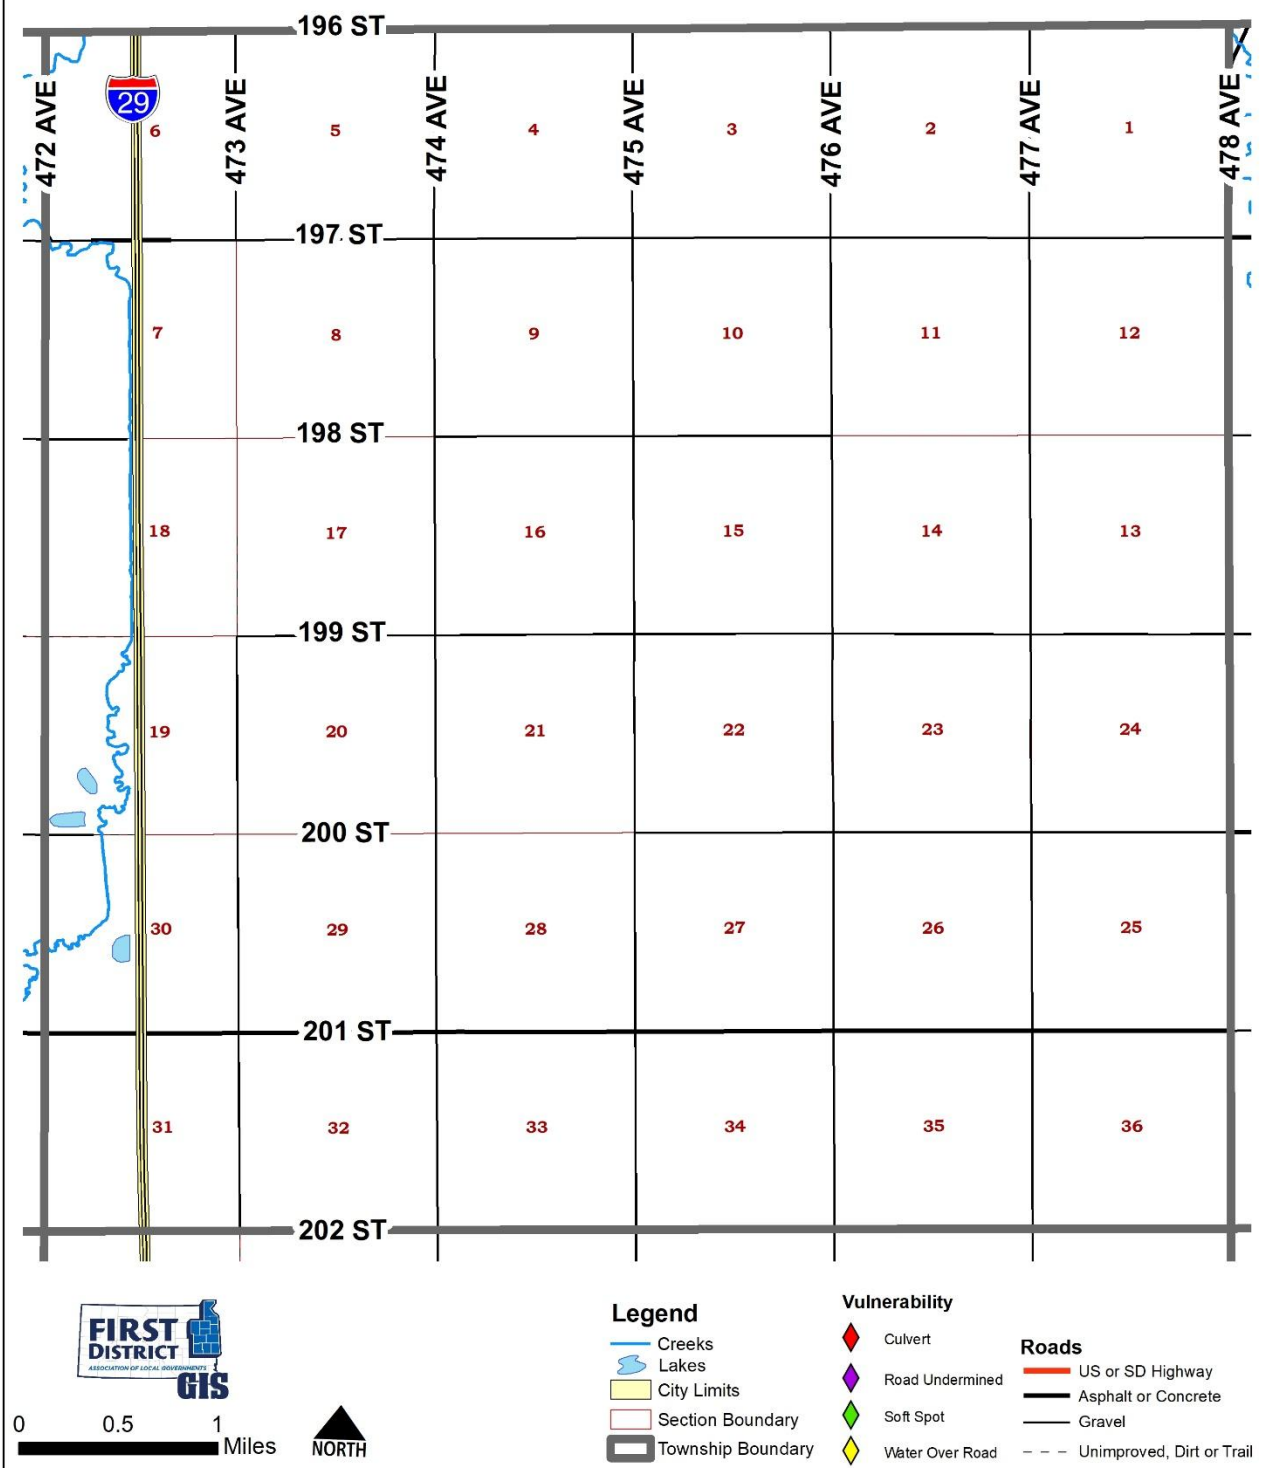 196 ST
472 AVE
29
473 AVE
474 AVE
475 AVE
476 AVE
477 AVE
478 AVE
6
5
4
3
2
1
197 ST
7
8
9
10
11
12
198 ST
18
17
16
15
14
13
199 ST
19
20
21
22
23
24
200 ST
30
29
28
27
26
25
201 ST
31
32
33
34
35
36
202 ST
FIRST
DISTRICT
ASSOCIATION OF LOCAL GOVERNMENTS
GIS
0 0.5 1
Miles
NORTH
Legend
Creeks
Lakes
City Limits
Section Boundary
Township Boundary
Vulnerability
Culvert
Road Undermined
Soft Spot
Water Over Road
Roads
US or SD Highway
Asphalt or Concrete
Gravel
Unimproved, Dirt or Trail